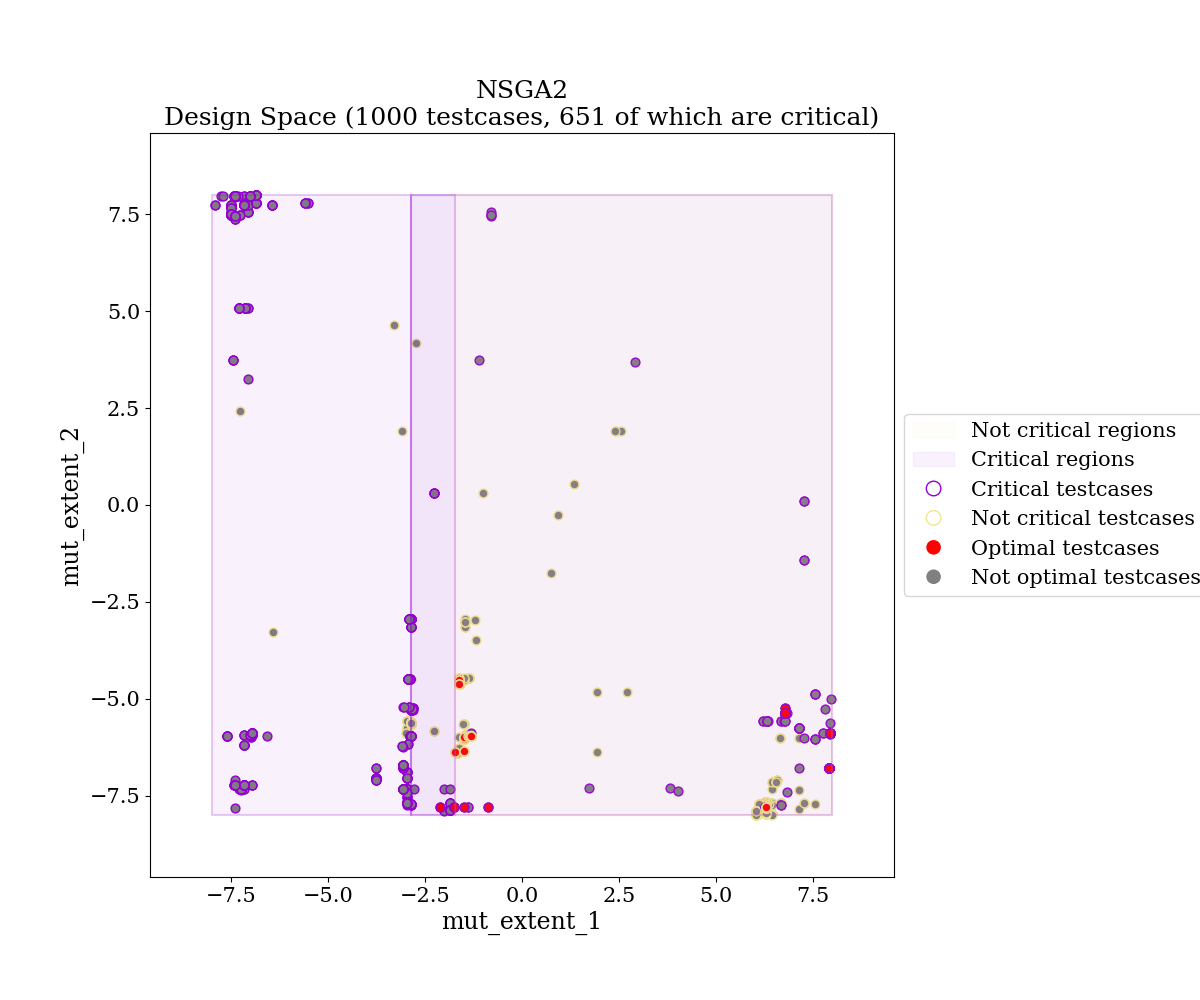 NSGA2
Design Space (1000 testcases, 651 of which are critical)
7.5
5.0
2.5
0.0
−2.5
−5.0
−7.5
mut_extent_2
−7.5
−5.0
−2.5
0.0
2.5
5.0
7.5
mut_extent_1
Not critical regions
Critical regions
Critical testcases
Not critical testcases
Optimal testcases
Not optimal testcases